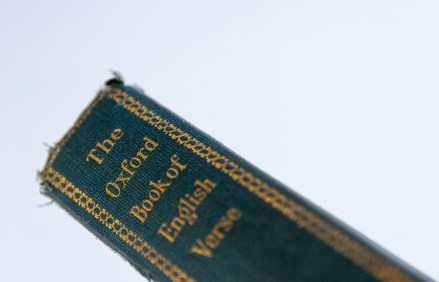 The
Oxford
Book of
English
Verse